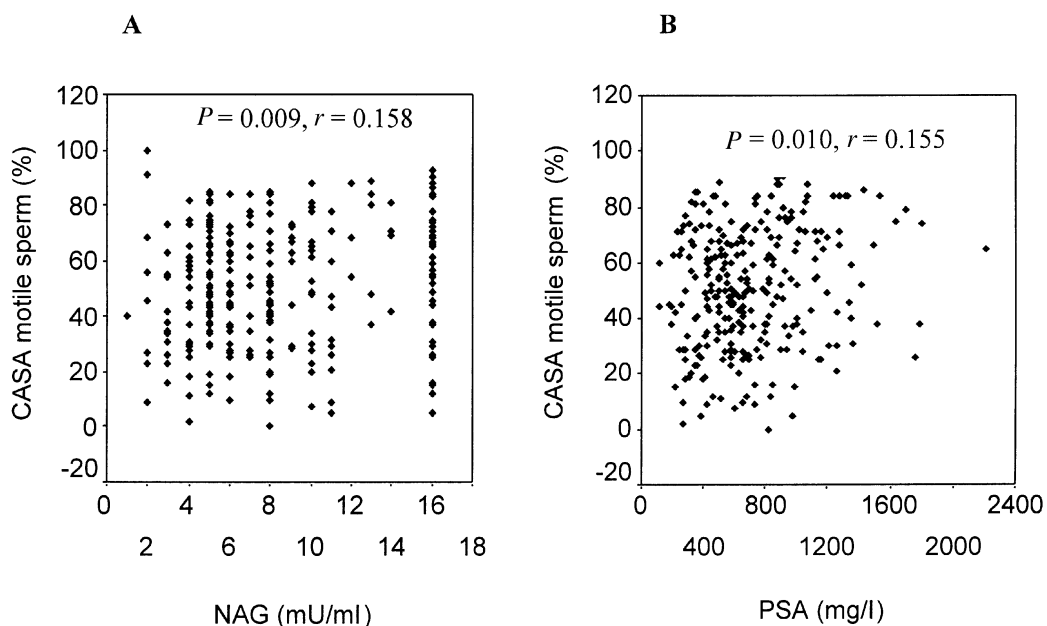 A
CASA motile sperm (%)
120
100
80
60
40
20
0
-20
P = 0.009, r = 0.158
0 4 8 12 16
2 6 10 14 18
NAG (mU/ml)
B
CASA motile sperm (%)
120
100
80
60
40
20
0
-20
P = 0.010, r = 0.155
0 800 1600 2400
400 1200 2000
PSA (mg/l)